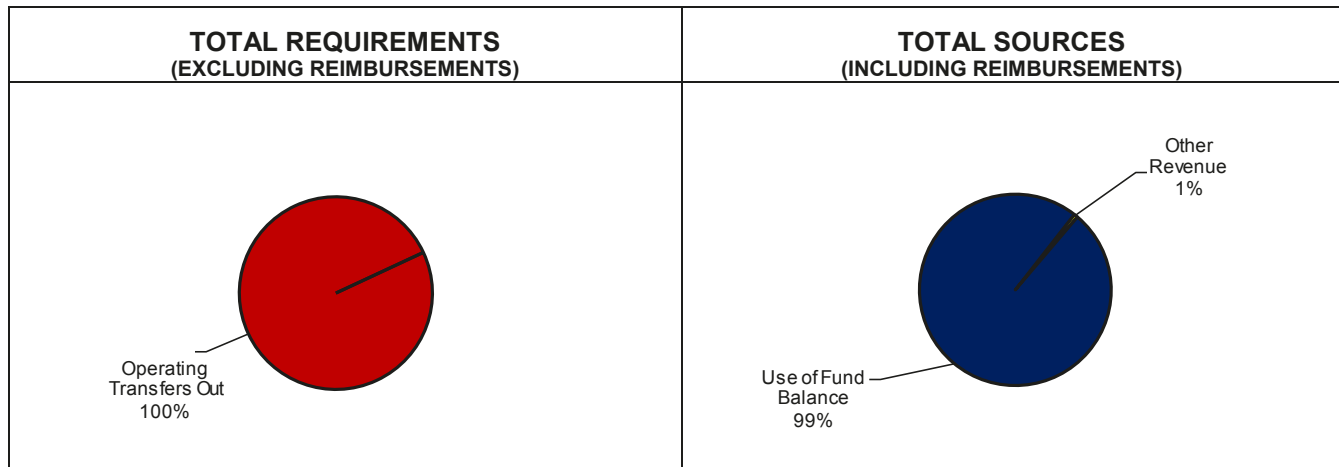 TOTAL REQUIREMENTS
(EXCLUDING REIMBURSEMENTS)
Operating
Transfers Out
100%
TOTAL SOURCES
(INCLUDING REIMBURSEMENTS)
Other
Revenue
1%
Use of Fund
Balance
99%